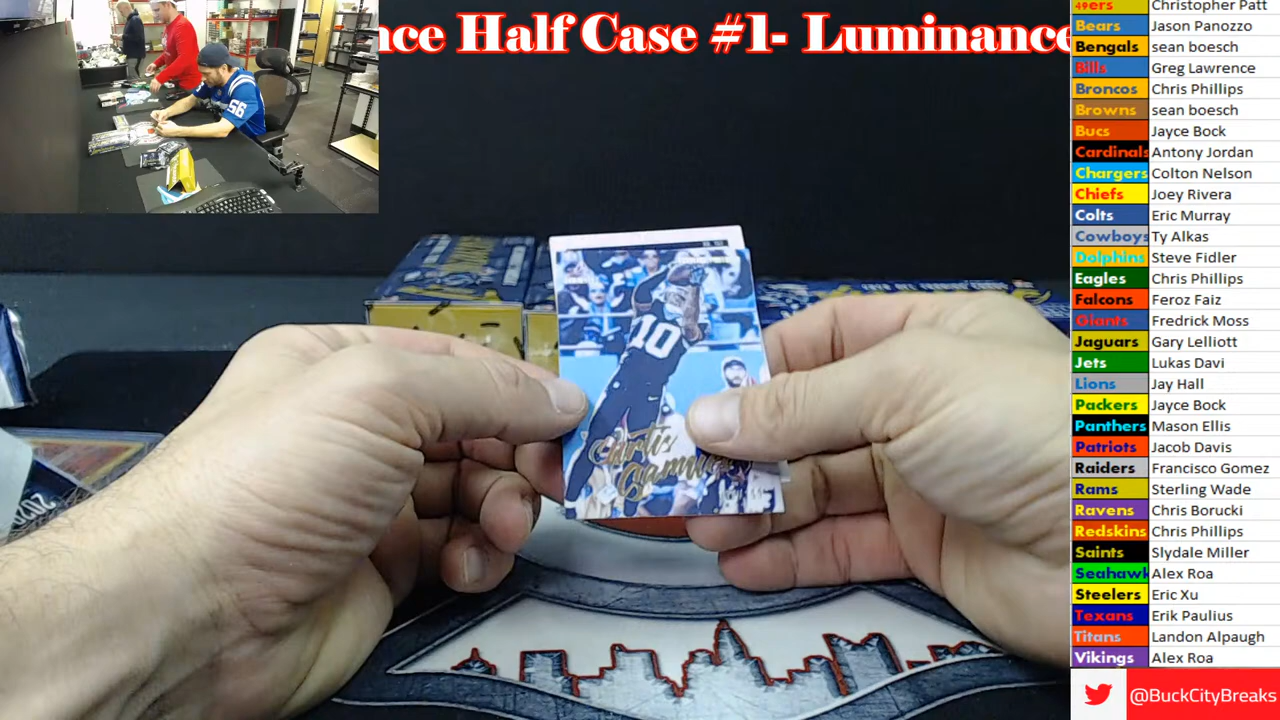 nce Half Case #1- Luminance
56
10
Curtis
Samuel
49ers Christopher Patt
Bears Jason Panozzo
Bengals sean boesch
Bills Greg Lawrence
Broncos Chris Phillips
Browns sean boesch
Bucs Jayce Bock
Cardinals Antony Jordan
Chargers Colton Nelson
Chiefs Joey Rivera
Colts Eric Murray
Cowboys Ty Alkas
Dolphins Steve Fidler
Eagles Chris Phillips
Falcons Feroz Faiz
Giants Fredrick Moss
Jaguars Gary Lelliott
Jets Lukas Davi
Lions Jay Hall
Packers Jayce Bock
Panthers Mason Ellis
Patriots Jacob Davis
Raiders Francisco Gomez
Rams Sterling Wade
Ravens Chris Borucki
Redskins Chris Phillips
Saints Slydale Miller
Seahawk Alex Roa
Steelers Eric Xu
Texans Erik Paulius
Titans Landon Alpaugh
Vikings Alex Roa
@BuckCityBreaks